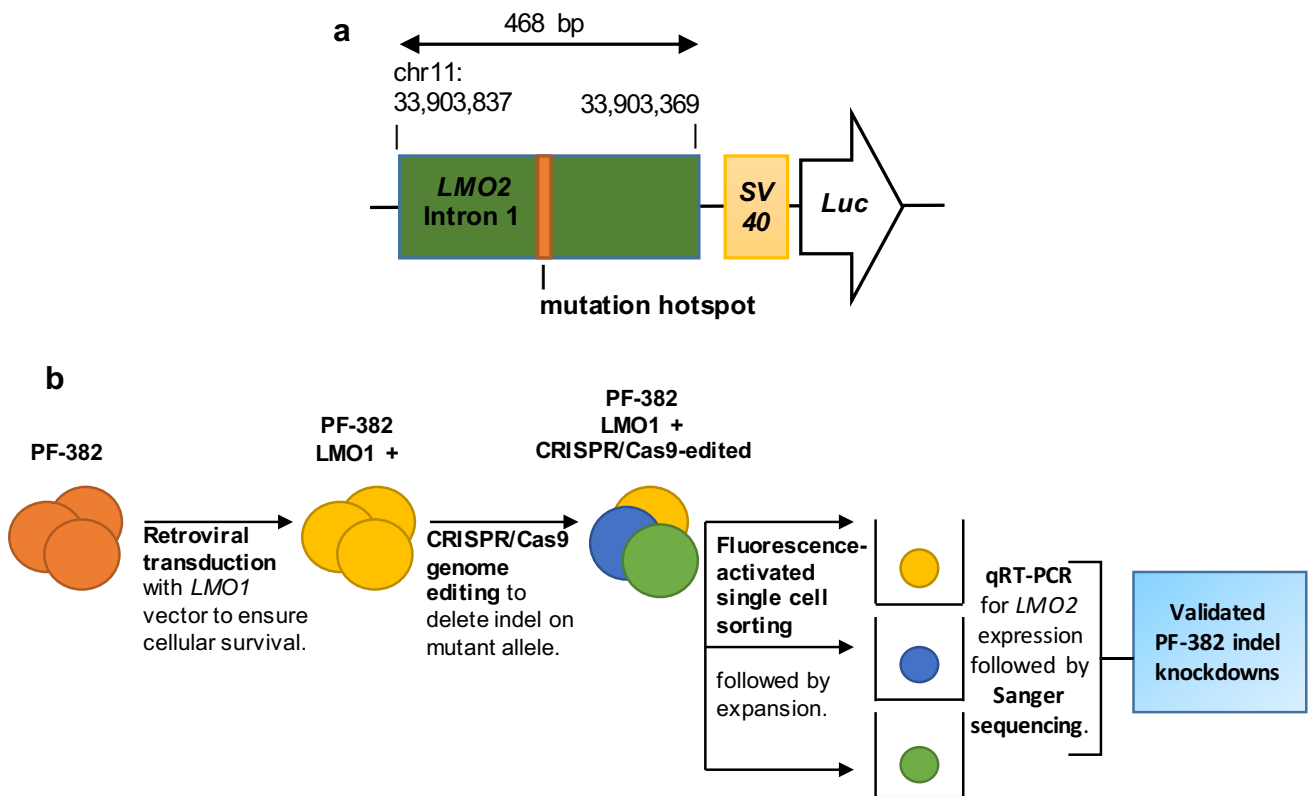 a
468 bp
chr11:
33,903,837
33,903,369
LMO2
Intron 1
SV
40
Luc
mutation hotspot
b
PF-382
PF-382
LMO1 +
PF-382
LMO1 +
CRISPR/Cas9-edited
Retroviral
transduction
with LMO1
vector to ensure
cellular survival.
CRISPR/Cas9
genome
editing to
delete indel on
mutant allele.
Fluorescence-
activated
single cell
sorting
followed by
expansion.
qRT-PCR
for LMO2
expression
followed by
Sanger
sequencing.
Validated
PF-382 indel
knockdowns